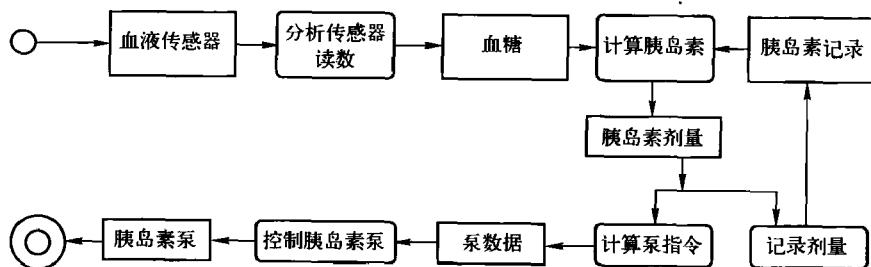 血液传感器
分析传感器
读数
血糖
计算胰岛素
胰岛素记录
胰岛素剂量
胰岛素泵
控制胰岛素泵
泵数据
计算泵指令
记录剂量